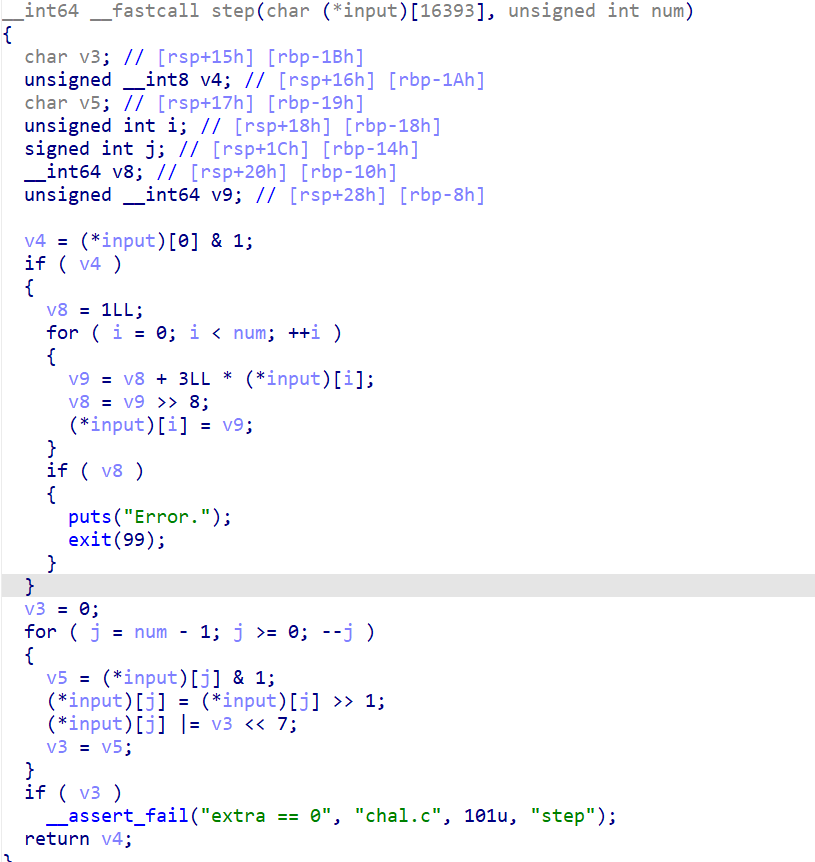 __int64 __fastcall step(char (*input)[16393], unsigned int num)
{
  char v3; // [rsp+15h] [rbp-1Bh]
  unsigned __int8 v4; // [rsp+16h] [rbp-1Ah]
  char v5; // [rsp+17h] [rbp-19h]
  unsigned int i; // [rsp+18h] [rbp-18h]
  signed int j; // [rsp+1Ch] [rbp-14h]
  __int64 v8; // [rsp+20h] [rbp-10h]
  unsigned __int64 v9; // [rsp+28h] [rbp-8h]

  v4 = (*input)[0] & 1;
  if ( v4 )
  {
    v8 = 1LL;
    for ( i = 0; i < num; ++i )
    {
      v9 = v8 + 3LL * (*input)[i];
      v8 = v9 >> 8;
      (*input)[i] = v9;
    }
    if ( v8 )
    {
      puts("Error.");
      exit(99);
    }
  }
  v3 = 0;
  for ( j = num - 1; j >= 0; --j )
  {
    v5 = (*input)[j] & 1;
    (*input)[j] = (*input)[j] >> 1;
    (*input)[j] |= v3 << 7;
    v3 = v5;
  }
  if ( v3 )
    __assert_fail("extra == 0", "chal.c", 101u, "step");
  return v4;
}